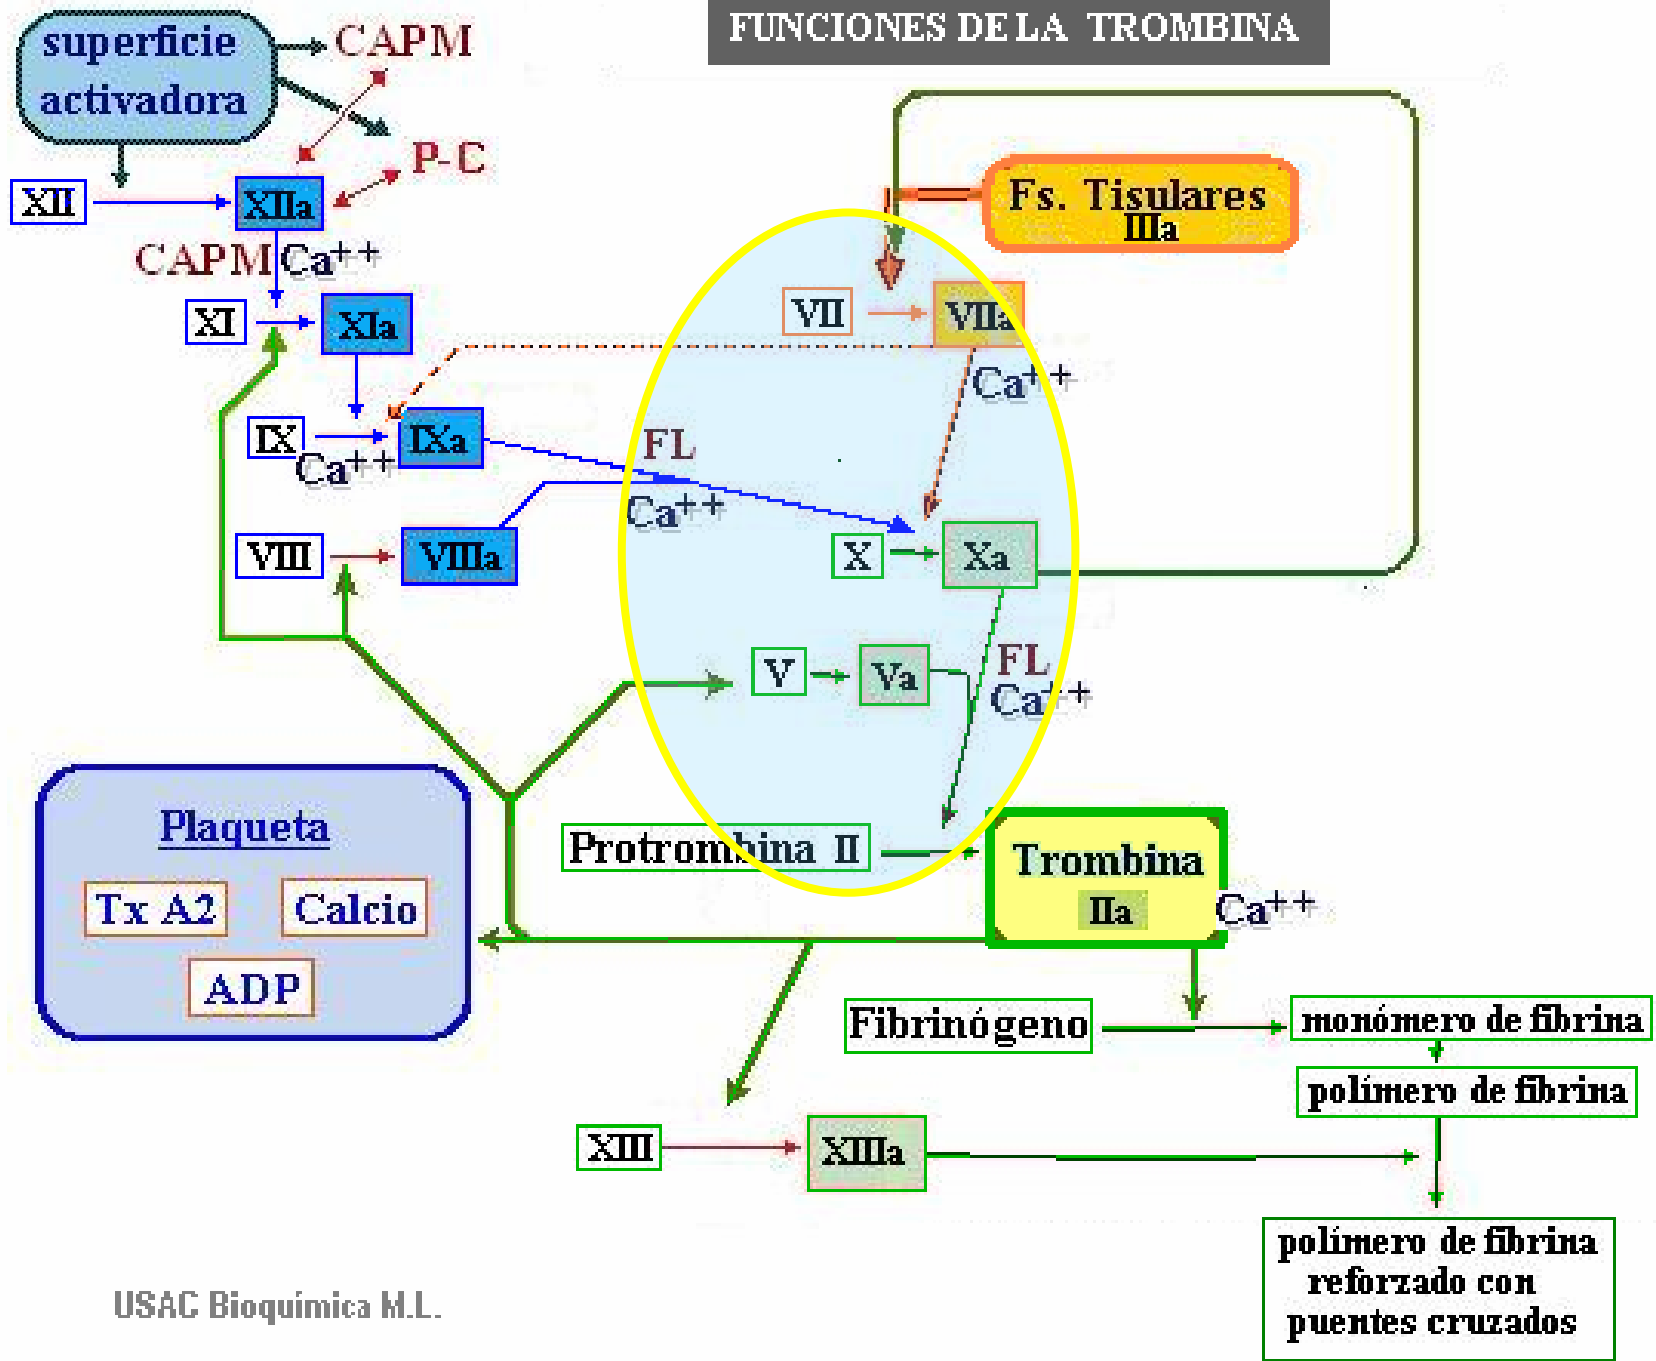 FUNCIONES DE LA TROMBINA
superficie
activadora
CAPM
P-C
XII
XIIa
CAPM
Ca++
Fs. Tisulares
IIIa
XI
XIa
VII
VIIa
Ca++
IX
IXa
Ca++
FL
Ca++
VIII
VIIIa
X
Xa
V
Va
FL
Ca++
Plaqueta
Tx A2
Calcio
ADP
Protrombina II
Trombina
IIa
Ca++
Fibrinógeno
monómero de fibrina
polímero de fibrina
XIII
XIIIa
polímero de fibrina
reforzado con
puentes cruzados
USAC Bioquímica M.L.